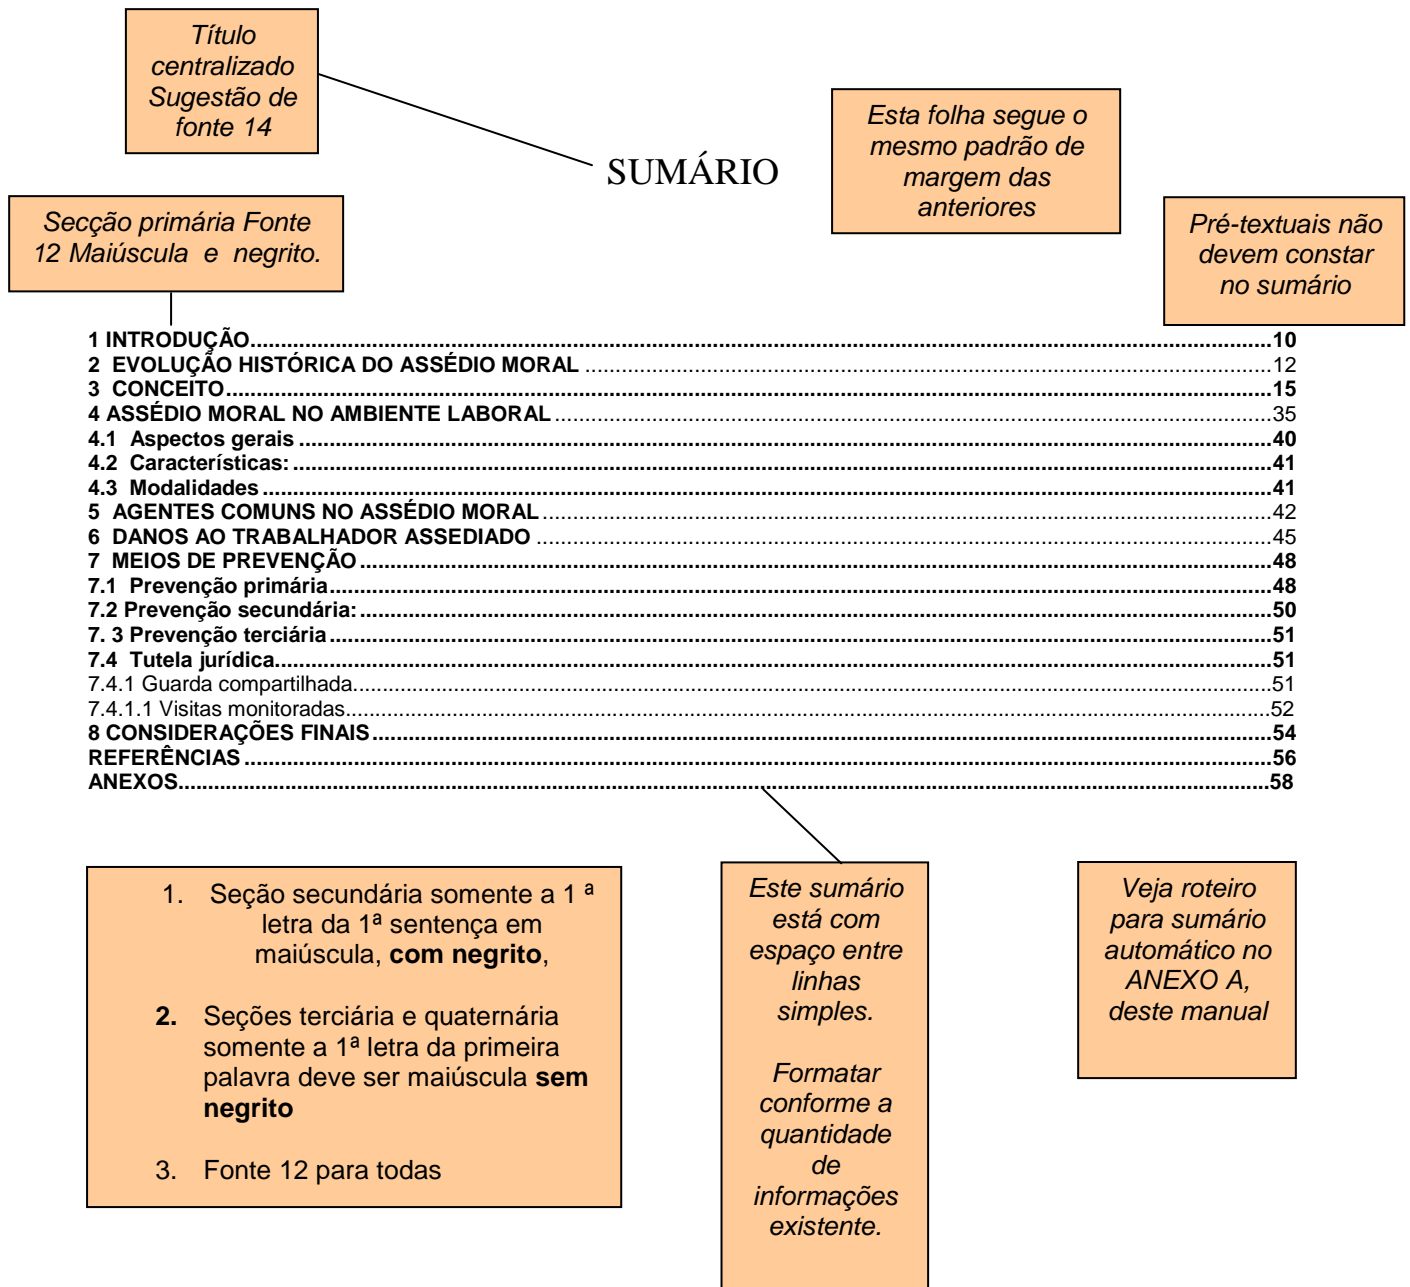 Título
centralizado
Sugestão de
fonte 14
Esta folha segue o
mesmo padrão de
margem das
anteriores
SUMÁRIO
Secção primária Fonte
12 Maiúscula e negrito.
Pré-textuais não
devem constar
no sumário
1 INTRODUÇÃO....................10
2 EVOLUÇÃO HISTÓRICA DO ASSÉDIO MORAL....................12
3 CONCEITO....................15
4 ASSÉDIO MORAL NO AMBIENTE LABORAL....................35
4.1 Aspectos gerais....................40
4.2 Características:....................41
4.3 Modalidades....................41
5 AGENTES COMUNS NO ASSÉDIO MORAL....................42
6 DANOS AO TRABALHADOR ASSEDIADO....................45
7 MEIOS DE PREVENÇÃO....................48
7.1 Prevenção primária....................48
7.2 Prevenção secundária:....................50
7. 3 Prevenção terciária....................51
7.4 Tutela jurídica....................51
7.4.1 Guarda compartilhada....................51
7.4.1.1 Visitas monitoradas....................52
8 CONSIDERAÇÕES FINAIS....................54
REFERÊNCIAS....................56
ANEXOS....................58
1. Seção secundária somente a 1 ª
letra da 1ª sentença em
maiúscula, com negrito,
2. Seções terciária e quaternária
somente a 1ª letra da primeira
palavra deve ser maiúscula sem
negrito
3. Fonte 12 para todas
Este sumário
está com
espaço entre
linhas
simples.
Formatar
conforme a
quantidade
de
informações
existente.
Veja roteiro
para sumário
automático no
ANEXO A,
deste manual